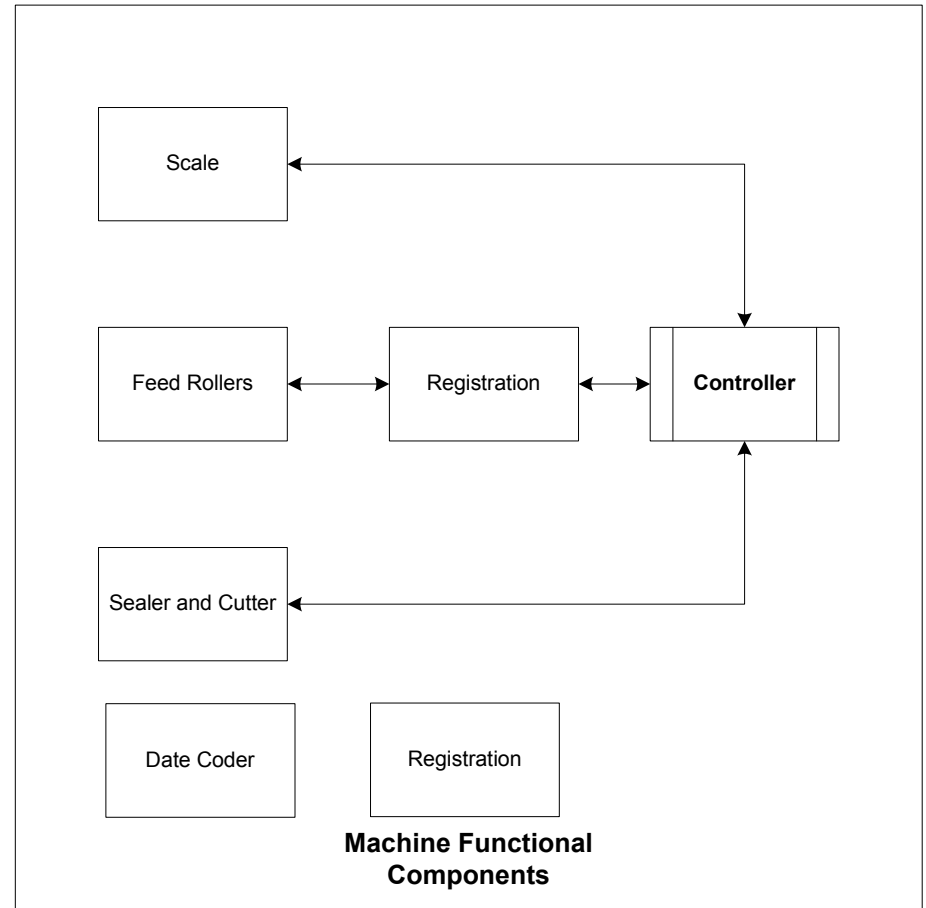 Scale
Feed Rollers
Registration
Controller
Sealer and Cutter
Date Coder
Registration
Machine Functional
Components